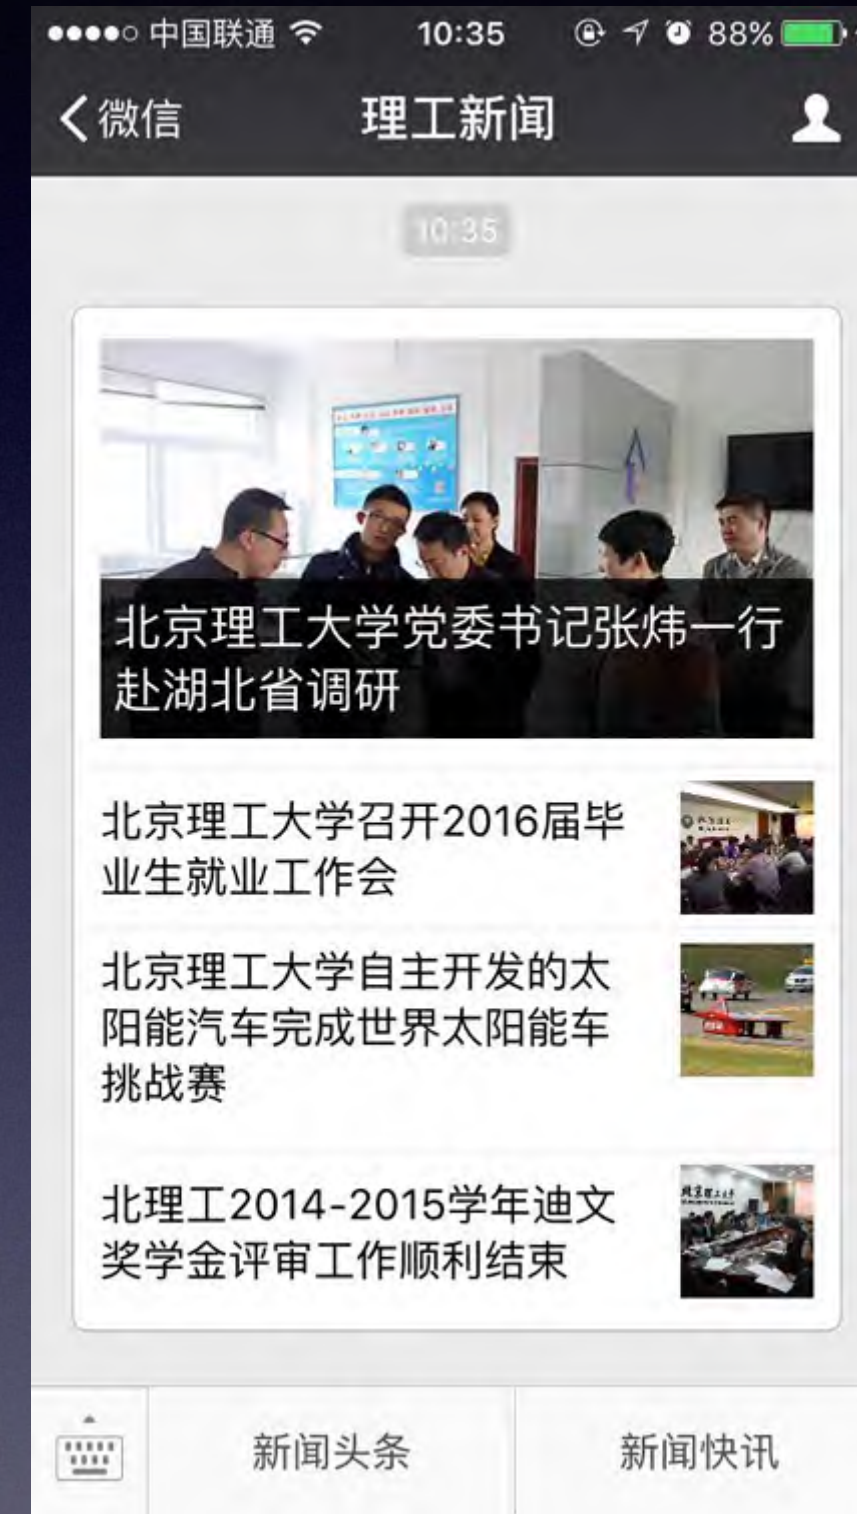 中国联通 10:35 88%
微信 理工新闻
10:35
北京理工大学党委书记张炜一行
赴湖北省调研
北京理工大学召开2016届毕
业生就业工作会
北京理工大学自主开发的太
阳能汽车完成世界太阳能车
挑战赛
北理工2014-2015学年迪文
奖学金评审工作顺利结束
新闻头条 新闻快讯